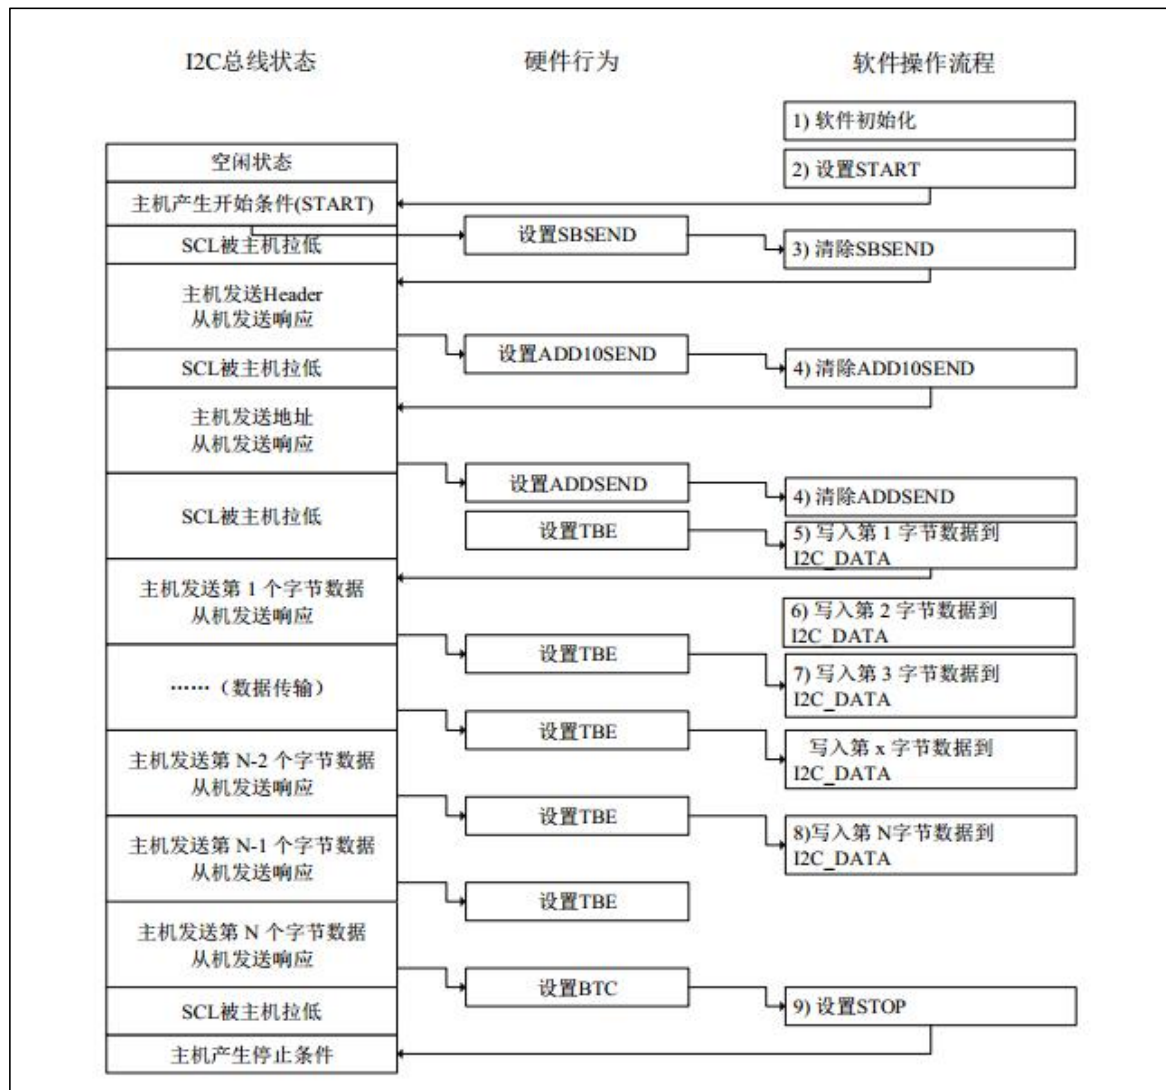 I2C总线状态
硬件行为
软件操作流程
1) 软件初始化
空闲状态
2) 设置START
主机产生开始条件(START)
设置SBSEND
SCL被主机拉低
3) 清除SBSEND
主机发送Header
从机发送响应
设置ADD10SEND
SCL被主机拉低
4) 清除ADD10SEND
主机发送地址
从机发送响应
设置ADDSEND
4) 清除ADDSEND
SCL被主机拉低
设置TBE
5) 写入第 1 字节数据到
I2C_DATA
主机发送第 1 个字节数据
从机发送响应
6) 写入第 2 字节数据到
I2C_DATA
设置TBE
7) 写入第 3 字节数据到
I2C_DATA
……（数据传输）
设置TBE
写入第 x 字节数据到
I2C_DATA
主机发送第 N-2 个字节数据
从机发送响应
设置TBE
8)写入第 N字节数据到
I2C_DATA
主机发送第 N-1 个字节数据
从机发送响应
设置TBE
主机发送第 N 个字节数据
从机发送响应
设置BTC
SCL被主机拉低
9) 设置STOP
主机产生停止条件